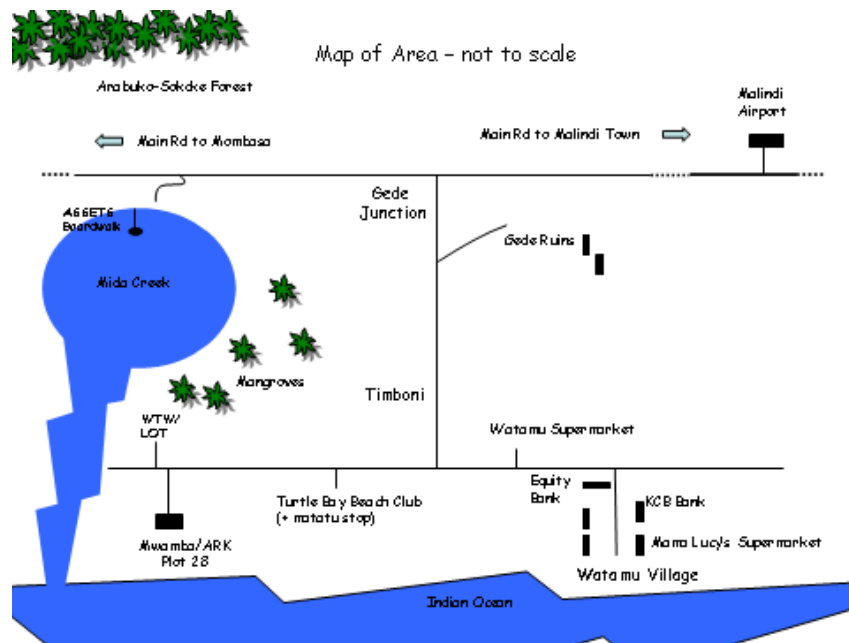 Map of Area – not to scale
Arabuko-Sokoke Forest
Malindi
Airport
Main Rd to Mombasa
Main Rd to Malindi Town
Gede
Junction
ASSETS
Boardwalk
Gede Ruins
Mida Creek
Mangroves
Timboni
WTW/
LOT
Watamu Supermarket
Equity
Bank
KCB Bank
Turtle Bay Beach Club
(+ matatu stop)
Mwamba/ARK
Plot 28
Mama Lucy's Supermarket
Watamu Village
Indian Ocean